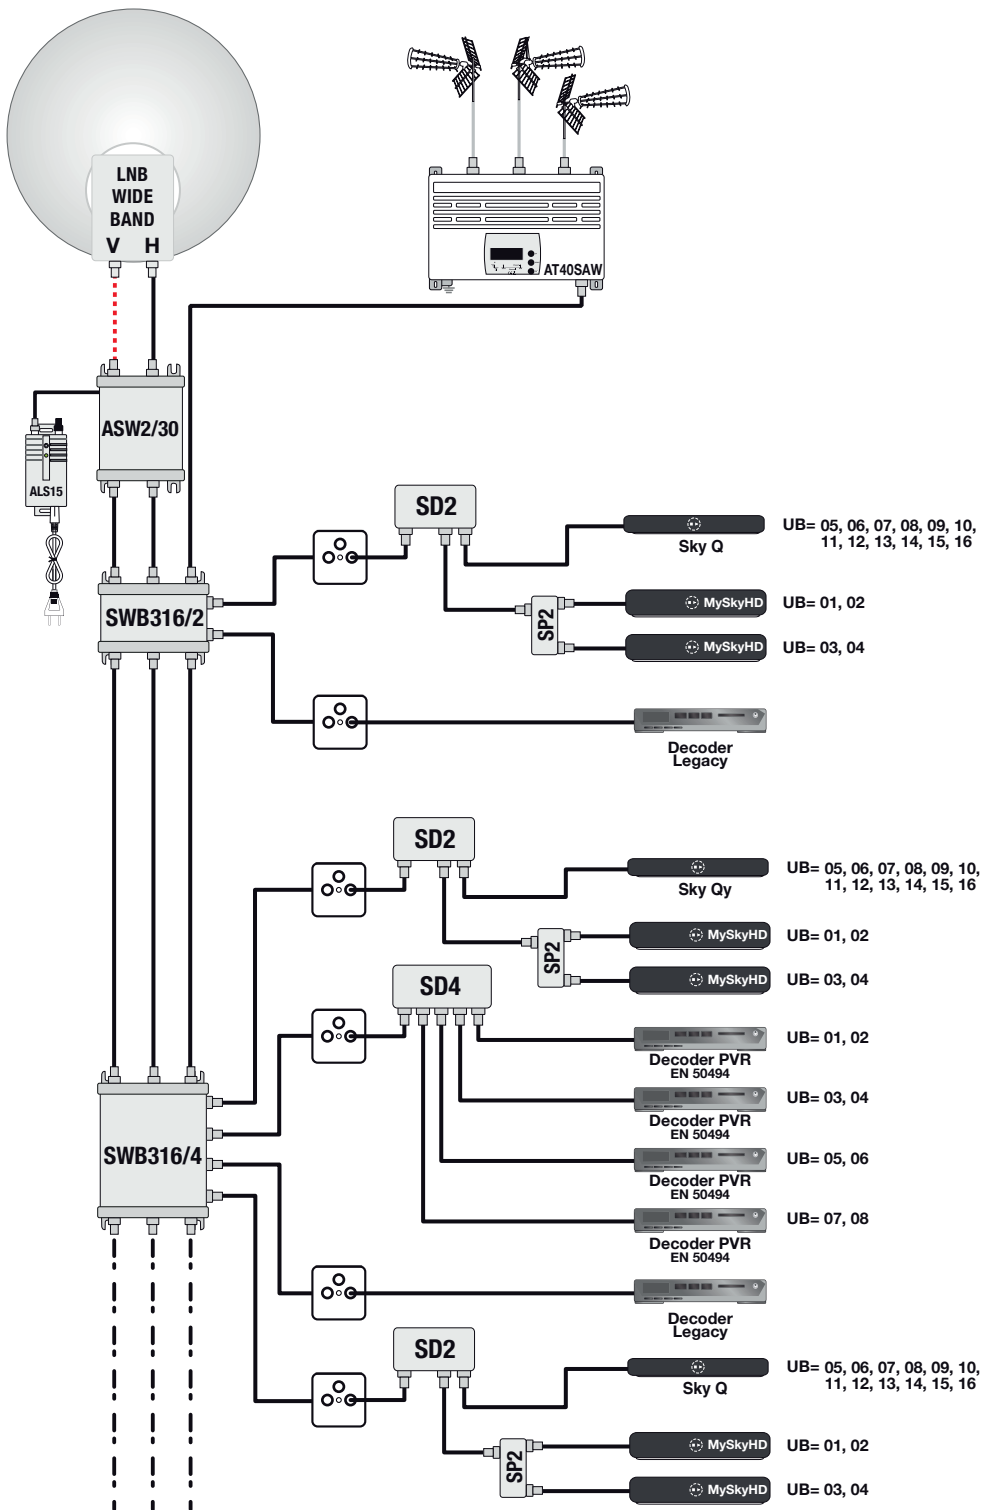 LNB
WIDE
BAND
V H
AT40SAW
ASW2/30
ALS15
SD2
Sky Q
UB= 05, 06, 07, 08, 09, 10,
11, 12, 13, 14, 15, 16
SWB316/2
SP2
MySkyHD
UB= 01, 02
MySkyHD
UB= 03, 04
Decoder
Legacy
SD2
Sky Qy
UB= 05, 06, 07, 08, 09, 10,
11, 12, 13, 14, 15, 16
SP2
MySkyHD
UB= 01, 02
MySkyHD
UB= 03, 04
SD4
Decoder PVR
EN 50494
UB= 01, 02
Decoder PVR
EN 50494
UB= 03, 04
SWB316/4
Decoder PVR
EN 50494
UB= 05, 06
Decoder PVR
EN 50494
UB= 07, 08
Decoder
Legacy
SD2
Sky Q
UB= 05, 06, 07, 08, 09, 10,
11, 12, 13, 14, 15, 16
SP2
MySkyHD
UB= 01, 02
MySkyHD
UB= 03, 04